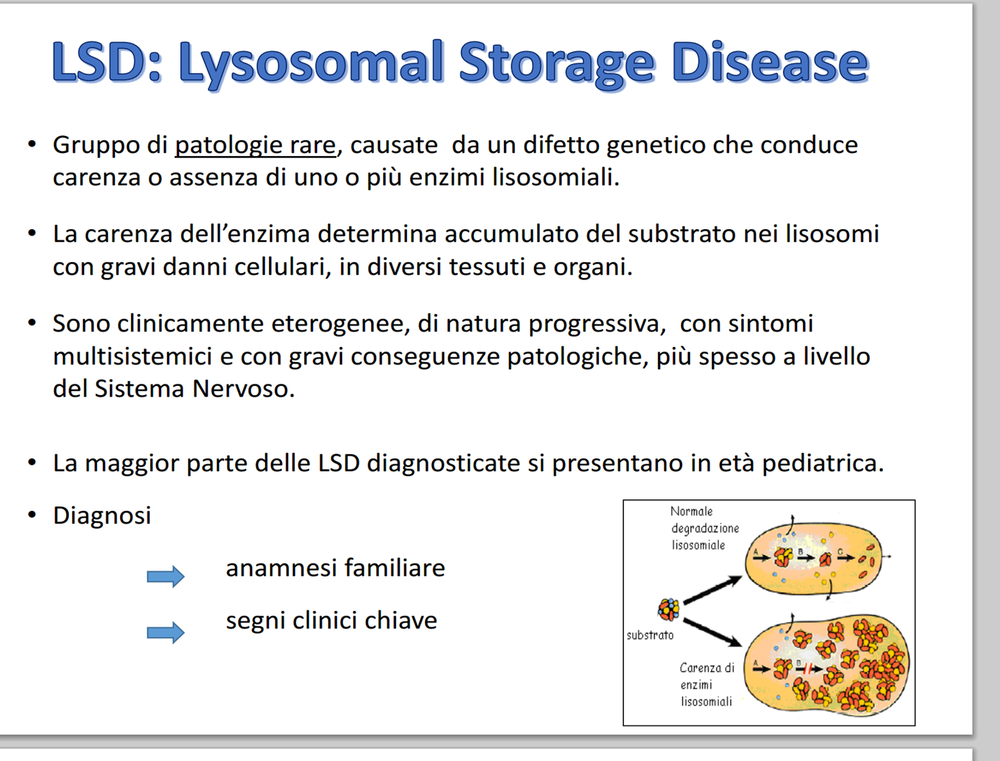 LSD: Lysosomal Storage Disease
• Gruppo di patologie rare, causate  da un difetto genetico che conduce
carenza o assenza di uno o più enzimi lisosomiali.
• La carenza dell’enzima determina accumulato del substrato nei lisosomi
con gravi danni cellulari, in diversi tessuti e organi.
• Sono clinicamente eterogenee, di natura progressiva,  con sintomi
multisistemici e con gravi conseguenze patologiche, più spesso a livello
del Sistema Nervoso.
• La maggior parte delle LSD diagnosticate si presentano in età pediatrica.
• Diagnosi
anamnesi familiare
segni clinici chiave
Normale
degradazione
lisosomiale
A B C
substrato
Carenza di
enzimi
lisosomiali
A B